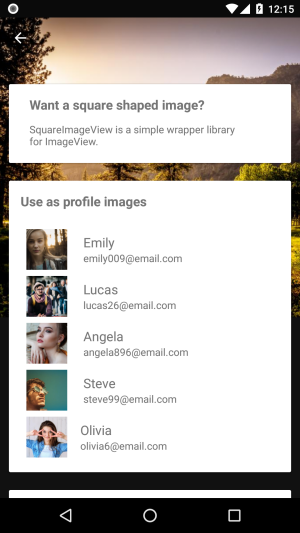 12:15
Want a square shaped image?
SquareImageView is a simple wrapper library
for ImageView.
Use as profile images
Emily
emily009@email.com
Lucas
lucas26@email.com
Angela
angela896@email.com
Steve
steve99@email.com
Olivia
olivia6@email.com